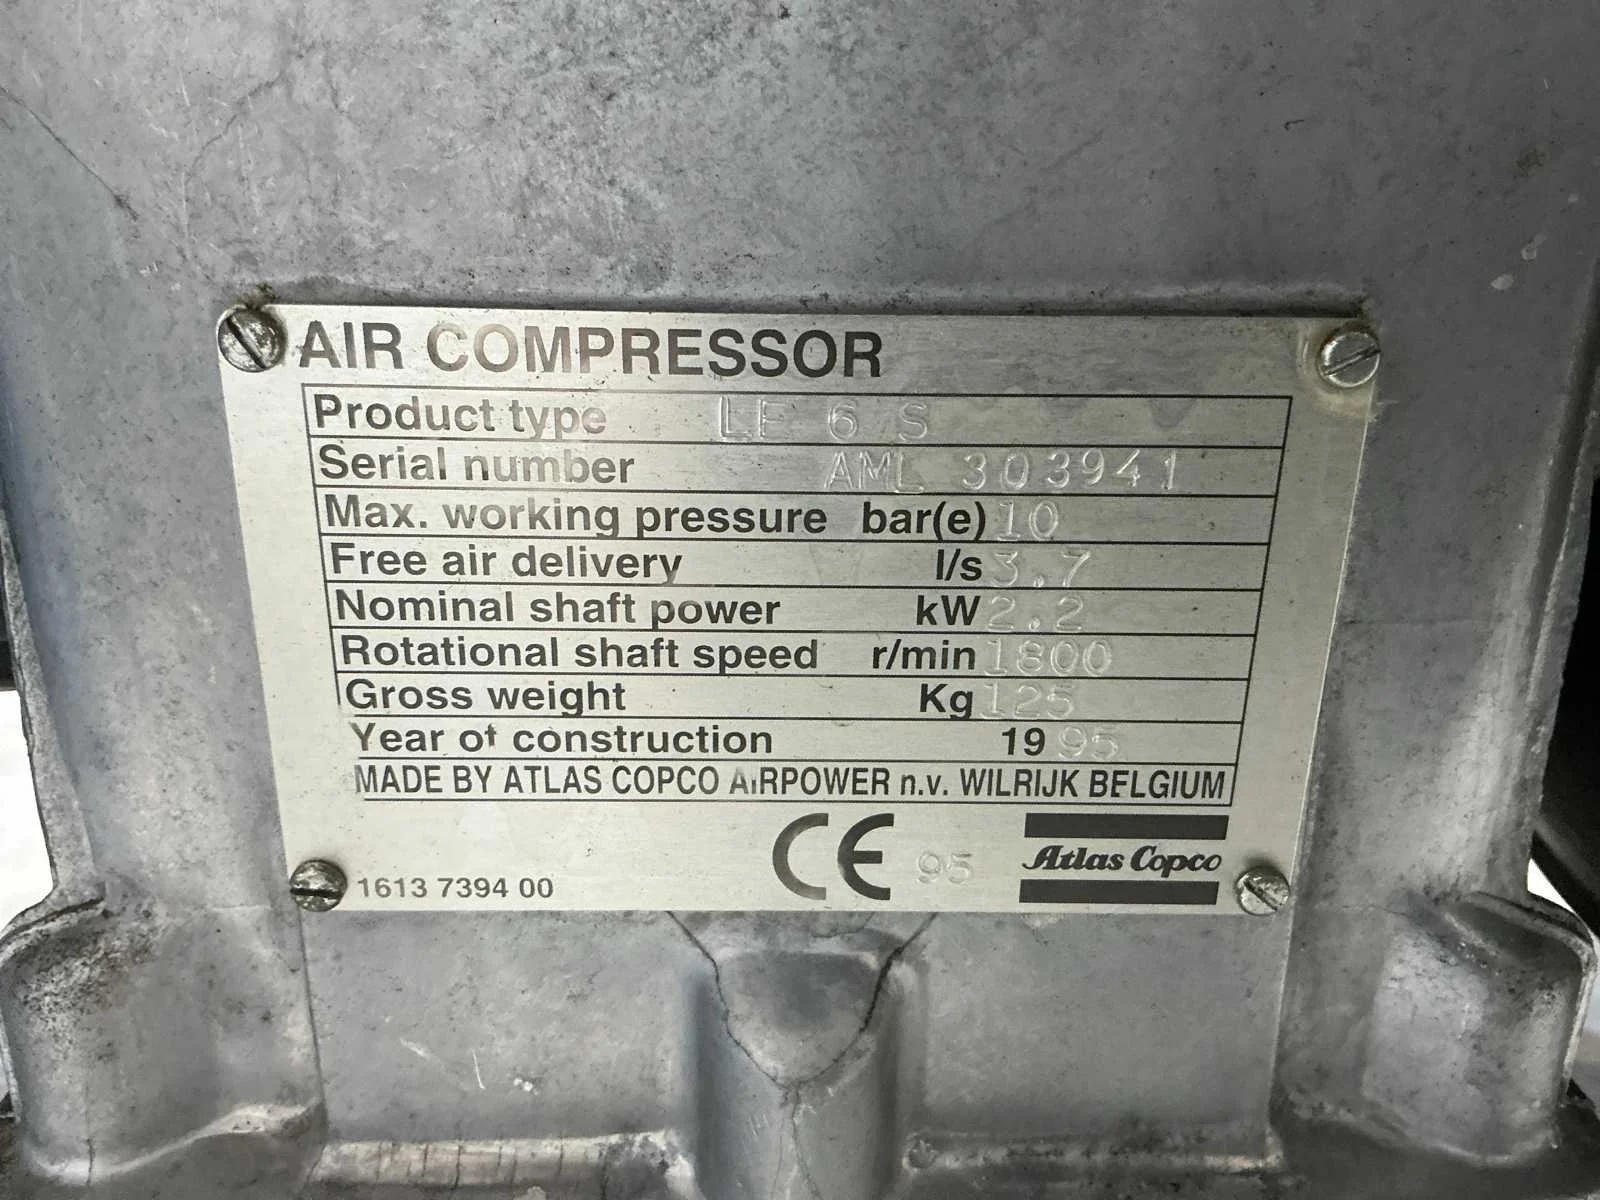 AIR COMPRESSOR
Product type LF 6 S
Serial number AML 303941
Max. working pressure bar(e) 10
Free air delivery l/s 3.7
Nominal shaft power kW 2.2
Rotational shaft speed r/min 1800
Gross weight Kg 125
Year of construction 19 95
MADE BY ATLAS COPCO AIRPOWER n.v. WILRIJK BELGIUM
CE 95
Atlas Copco
1613 7394 00